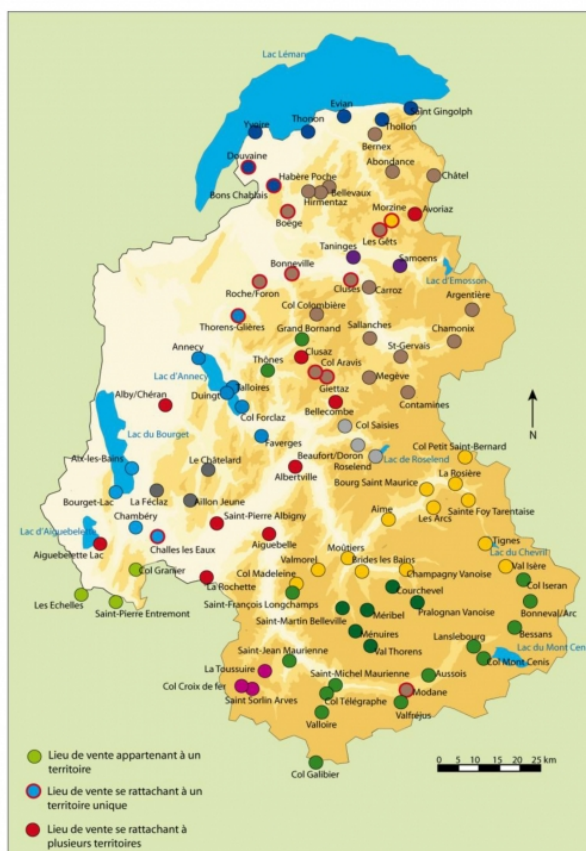 Lac Léman
Saint Gingolph
Evian
Thonon
Yvoire
Thollon
Bernex
Douvaine
Abondance
Habère Poche
Châtel
Bellevaux
Bons Chablais
Hirmentaz
Morzine
Avoriaz
Boëge
Les Gêts
Taninges
Samoens
Bonneville
Lac d'Emosson
Cluses
Roche/Foron
Carroz
Argentière
Col Colombière
Thorens-Glières
Sallanches
Chamonix
Grand Bornand
Annecy
St-Gervais
Clusaz
Thônes
Col Aravis
Lac d'Annecy
Megève
Talloires
Giettaz
Duingt
Contamines
Alby/Chéran
Bellecombe
Col Forclaz
Col Saisies
Lac du Bourget
Faverges
Col Petit Saint-Bernard
Beaufort/Doron
Aix-les-Bains
Le Châtelard
Roselend
Lac de Roselend
La Rosière
Albertville
Bourg Saint Maurice
Bourget-Lac
La Féclaz
Aillon Jeune
Sainte Foy Tarentaise
Chambéry
Saint-Pierre Albigny
Aime
Les Arcs
Lac d'Aiguebelette
Aiguebelle
Tignes
Challes les Eaux
Moûtiers
Lac du Chevril
Aiguebelette Lac
Valmorel
Brides les Bains
Val Isère
Col Granier
Col Madeleine
Champagny Vanoise
La Rochette
Courchevel
Col Iseran
Les Echelles
Saint-François Longchamps
Saint-Pierre Entremont
Méribel
Pralognan Vanoise
Bonneval/Arc
Saint-Martin Belleville
Ménuires
Bessans
Lanslebourg
Saint-Jean Maurienne
Val Thorens
Lac du Mont Cenis
Col Mont Cenis
La Toussuire
Saint-Michel Maurienne
Aussois
Col Croix de fer
Modane
Saint Sorlin Arves
Col Télégraphe
Valfréjus
Valloire
Col Galibier
N
0 5 10 15 20 25 km
Lieu de vente appartenant à un
territoire
Lieu de vente se rattachant à un
territoire unique
Lieu de vente se rattachant à
plusieurs territoires